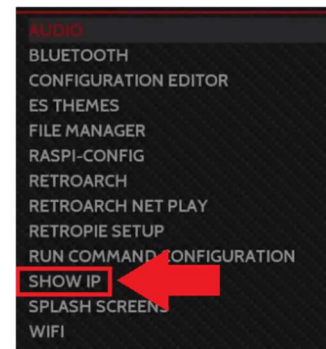 AUDIO
BLUETOOTH
CONFIGURATION EDITOR
ES THEMES
FILE MANAGER
RASPI-CONFIG
RETROARCH
RETROARCH NET PLAY
RETROPIE SETUP
RUN COMMAND CONFIGURATION
SHOW IP
SPLASH SCREENS
WIFI